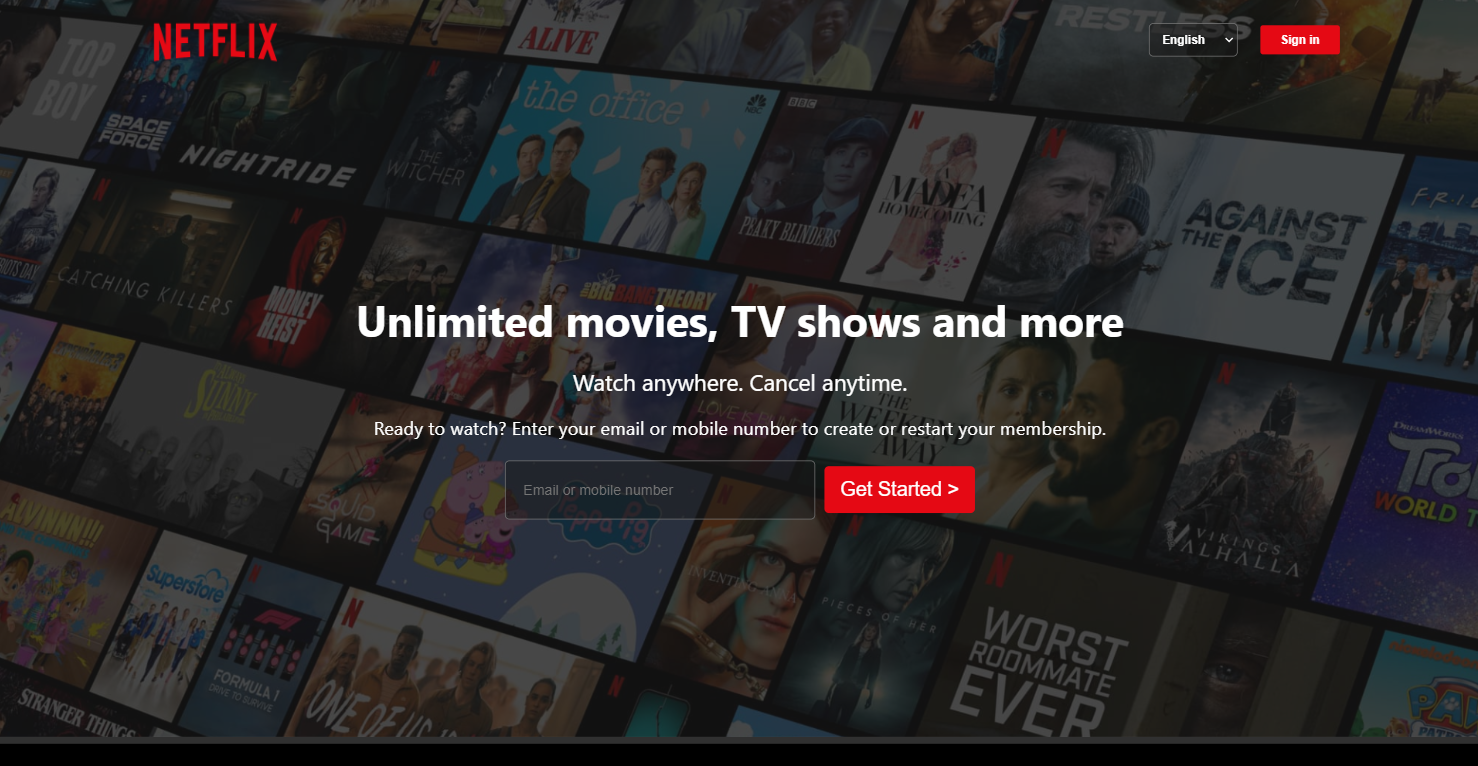 NETFLIX
English
Sign in
RESTLESS
ALIVE
TOP
BOY
SPACE
FORCE
NIGHTRIDE
THE
WITCHER
the office
NBC
BBC
PEAKY BLINDERS
A MADEA
HOMECOMING
AGAINST
THE ICE
CATCHING KILLERS
MONEY
HEIST
THE
BIG BANG THEORY
Unlimited movies, TV shows and more
Watch anywhere. Cancel anytime.
LOVE IS
THE
WEEKEND
AWAY
Ready to watch? Enter your email or mobile number to create or restart your membership.
Email or mobile number
Get Started >
SUNNY
SQUID
GAME
Peppa Pig
DREAMWORKS
WORLD
VIKINGS
VALHALLA
ALVINNN!!!
Superstore
INVENTING ANNA
PIECES OF HER
FORMULA 1
DRIVE TO SURVIVE
WORST
ROOMMATE
EVER
STRANGER THINGS
ONE OF US